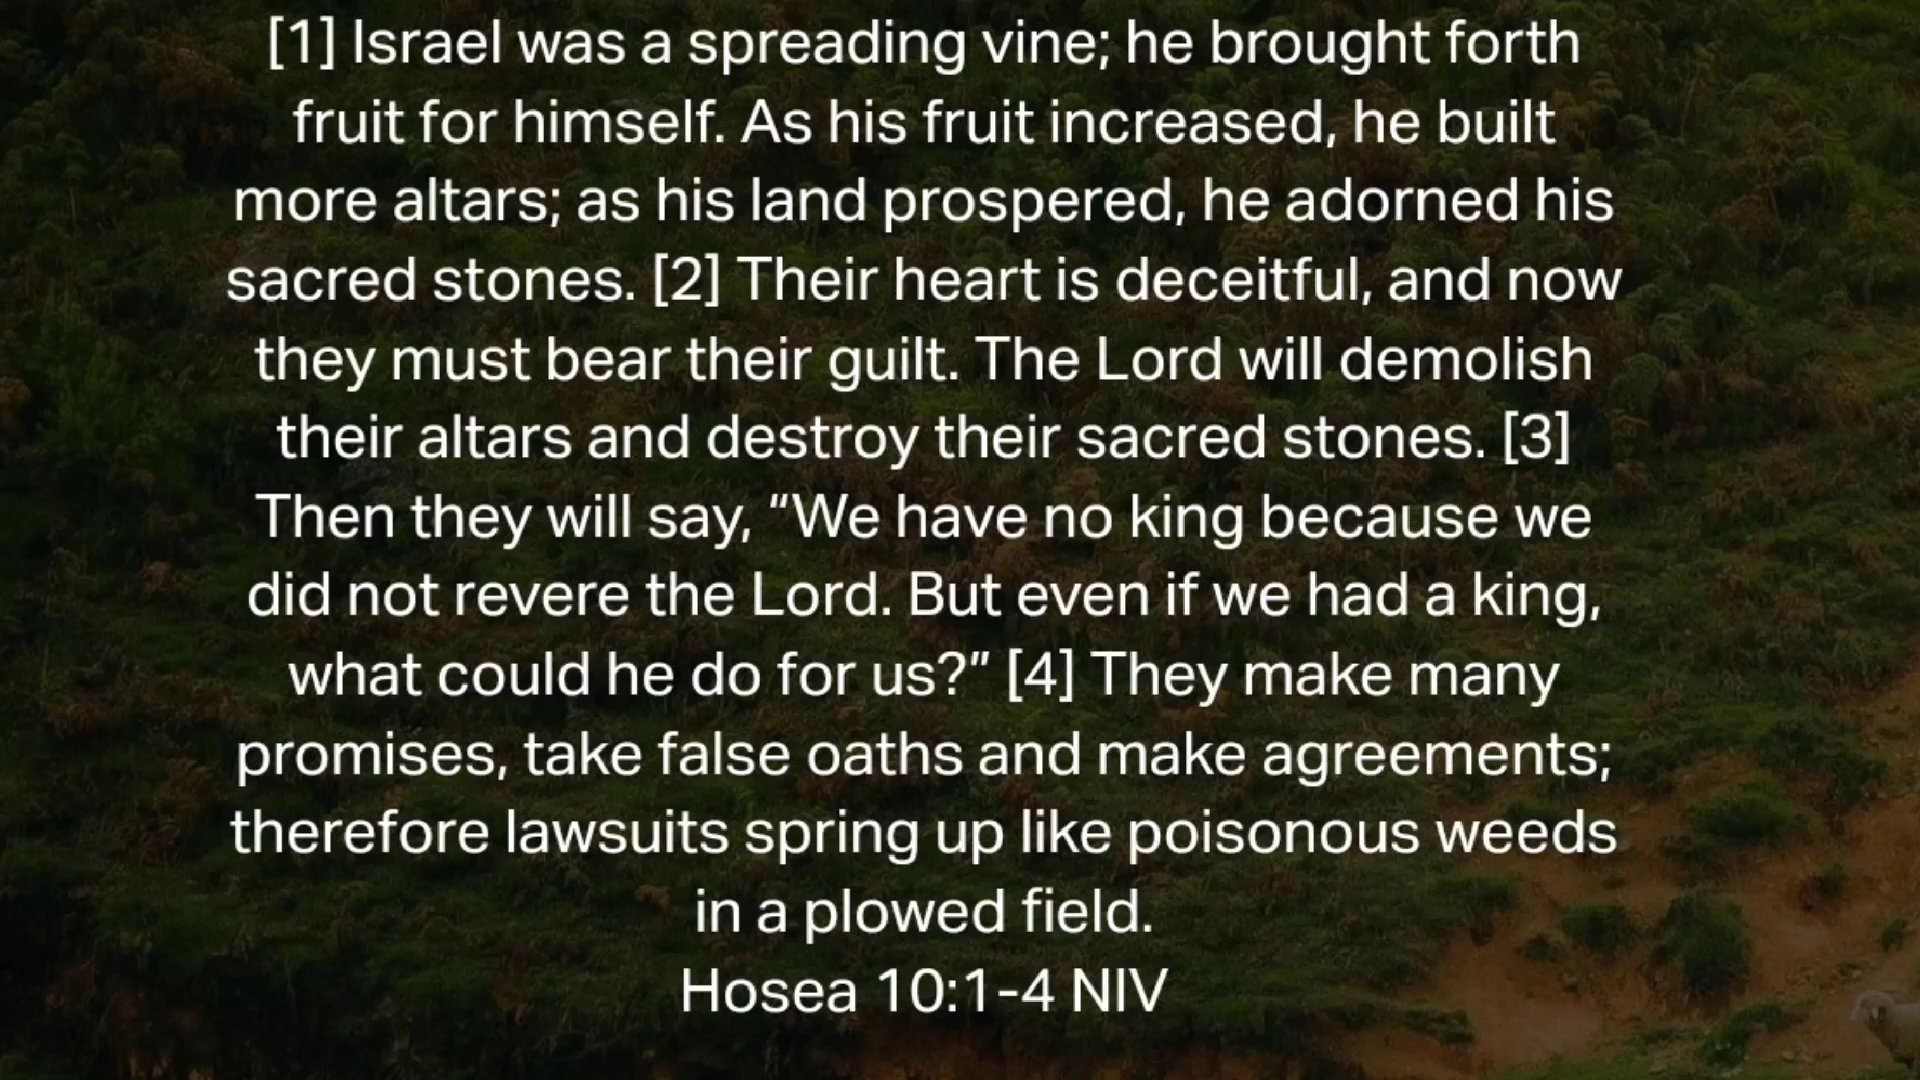 [1] Israel was a spreading vine; he brought forth
fruit for himself. As his fruit increased, he built
more altars; as his land prospered, he adorned his
sacred stones. [2] Their heart is deceitful, and now
they must bear their guilt. The Lord will demolish
their altars and destroy their sacred stones. [3]
Then they will say, “We have no king because we
did not revere the Lord. But even if we had a king,
what could he do for us?” [4] They make many
promises, take false oaths and make agreements;
therefore lawsuits spring up like poisonous weeds
in a plowed field.
Hosea 10:1-4 NIV